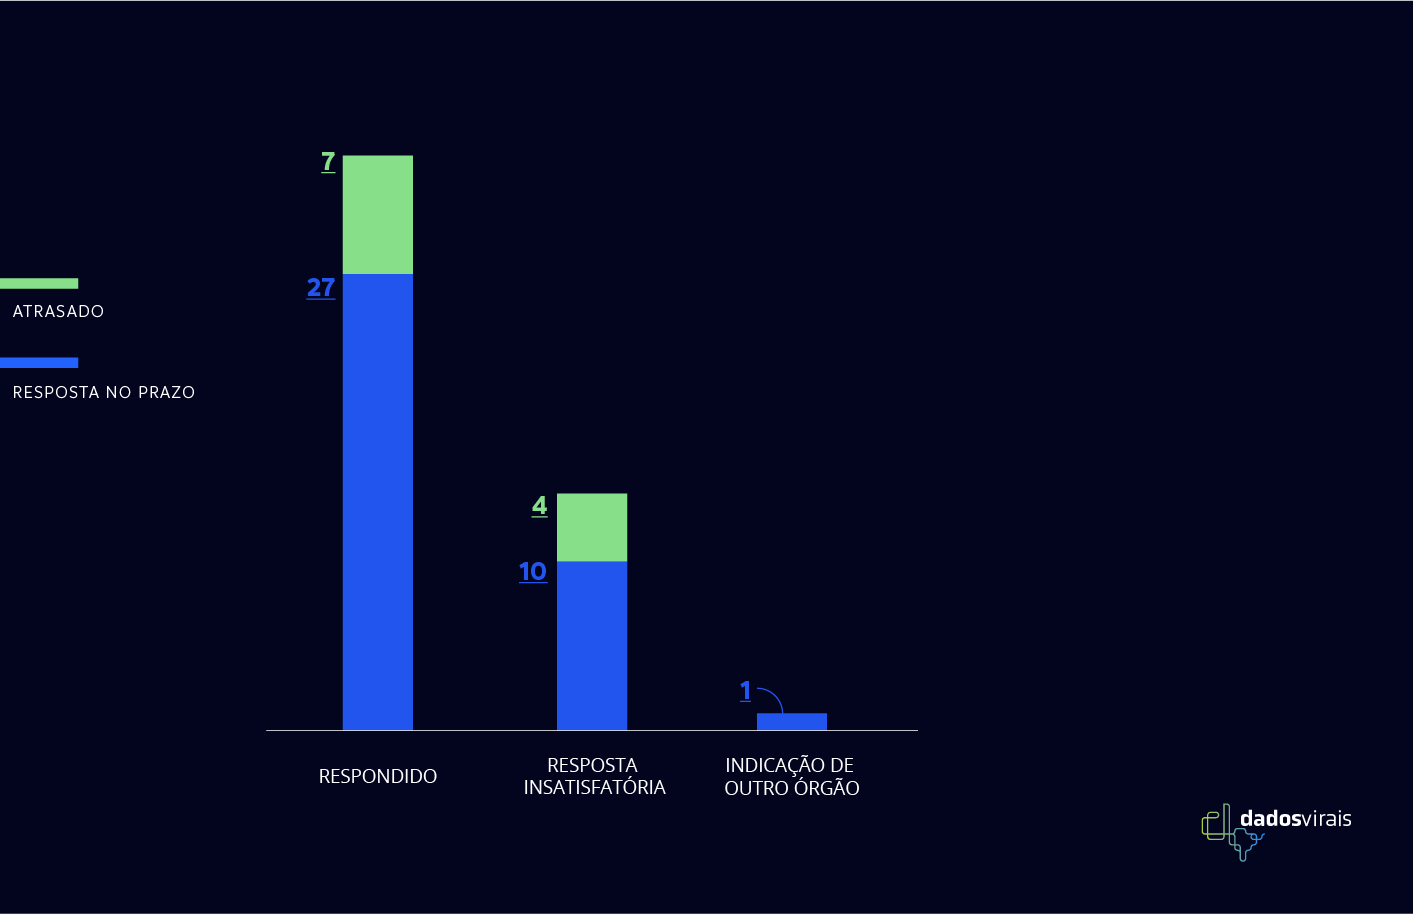 7
27
ATRASADO
RESPOSTA NO PRAZO
4
10
1
RESPONDIDO
RESPOSTA
INSATISFATÓRIA
INDICAÇÃO DE
OUTRO ÓRGÃO
dadosvirais